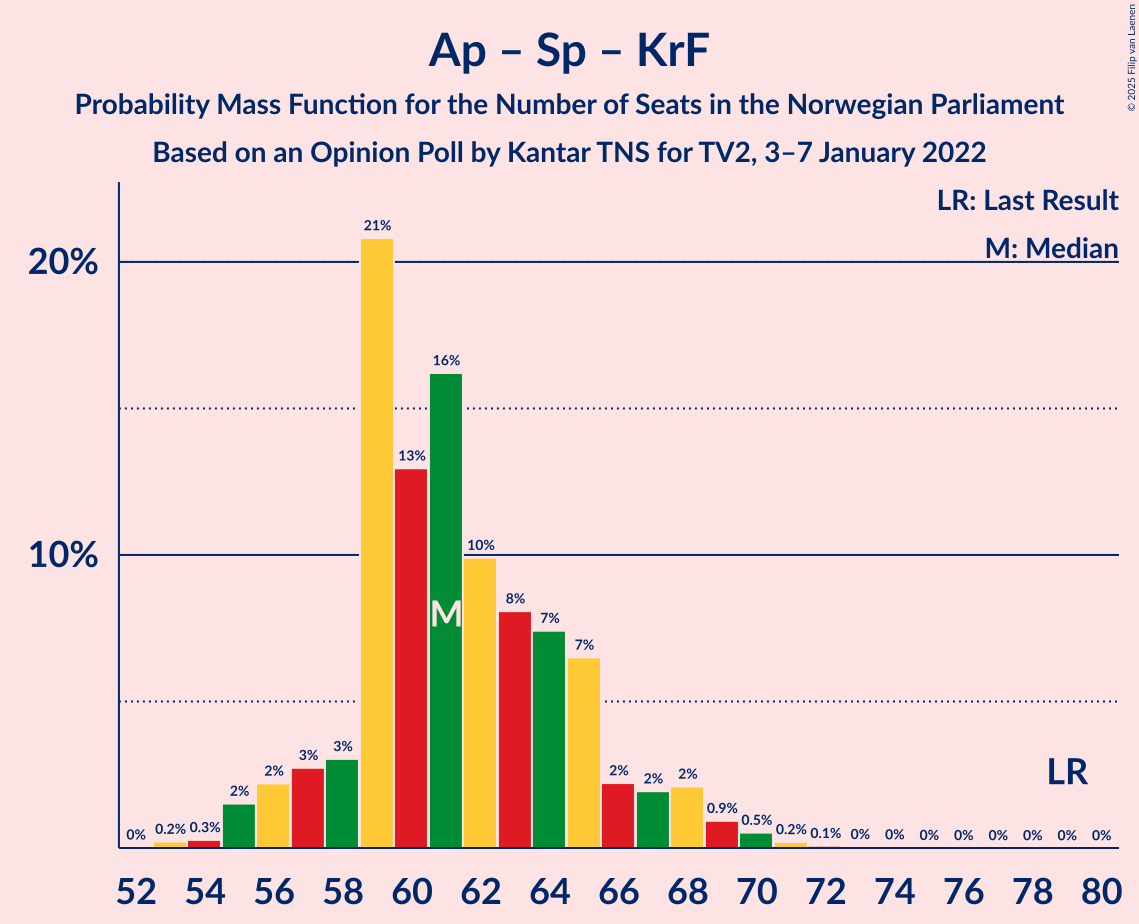 Ap – Sp – KrF
Probability Mass Function for the Number of Seats in the Norwegian Parliament
Based on an Opinion Poll by Kantar TNS for TV2, 3–7 January 2022
© 2025 Filip van Laenen
LR: Last Result
M: Median
20%
10%
0% 0.2% 0.3% 2% 2% 3% 3% 21% 13% 16% 10% 8% 7% 7% 2% 2% 2% 0.9% 0.5% 0.2% 0.1% 0% 0% 0% 0% 0% 0% 0% 0%
M
LR
52 54 56 58 60 62 64 66 68 70 72 74 76 78 80